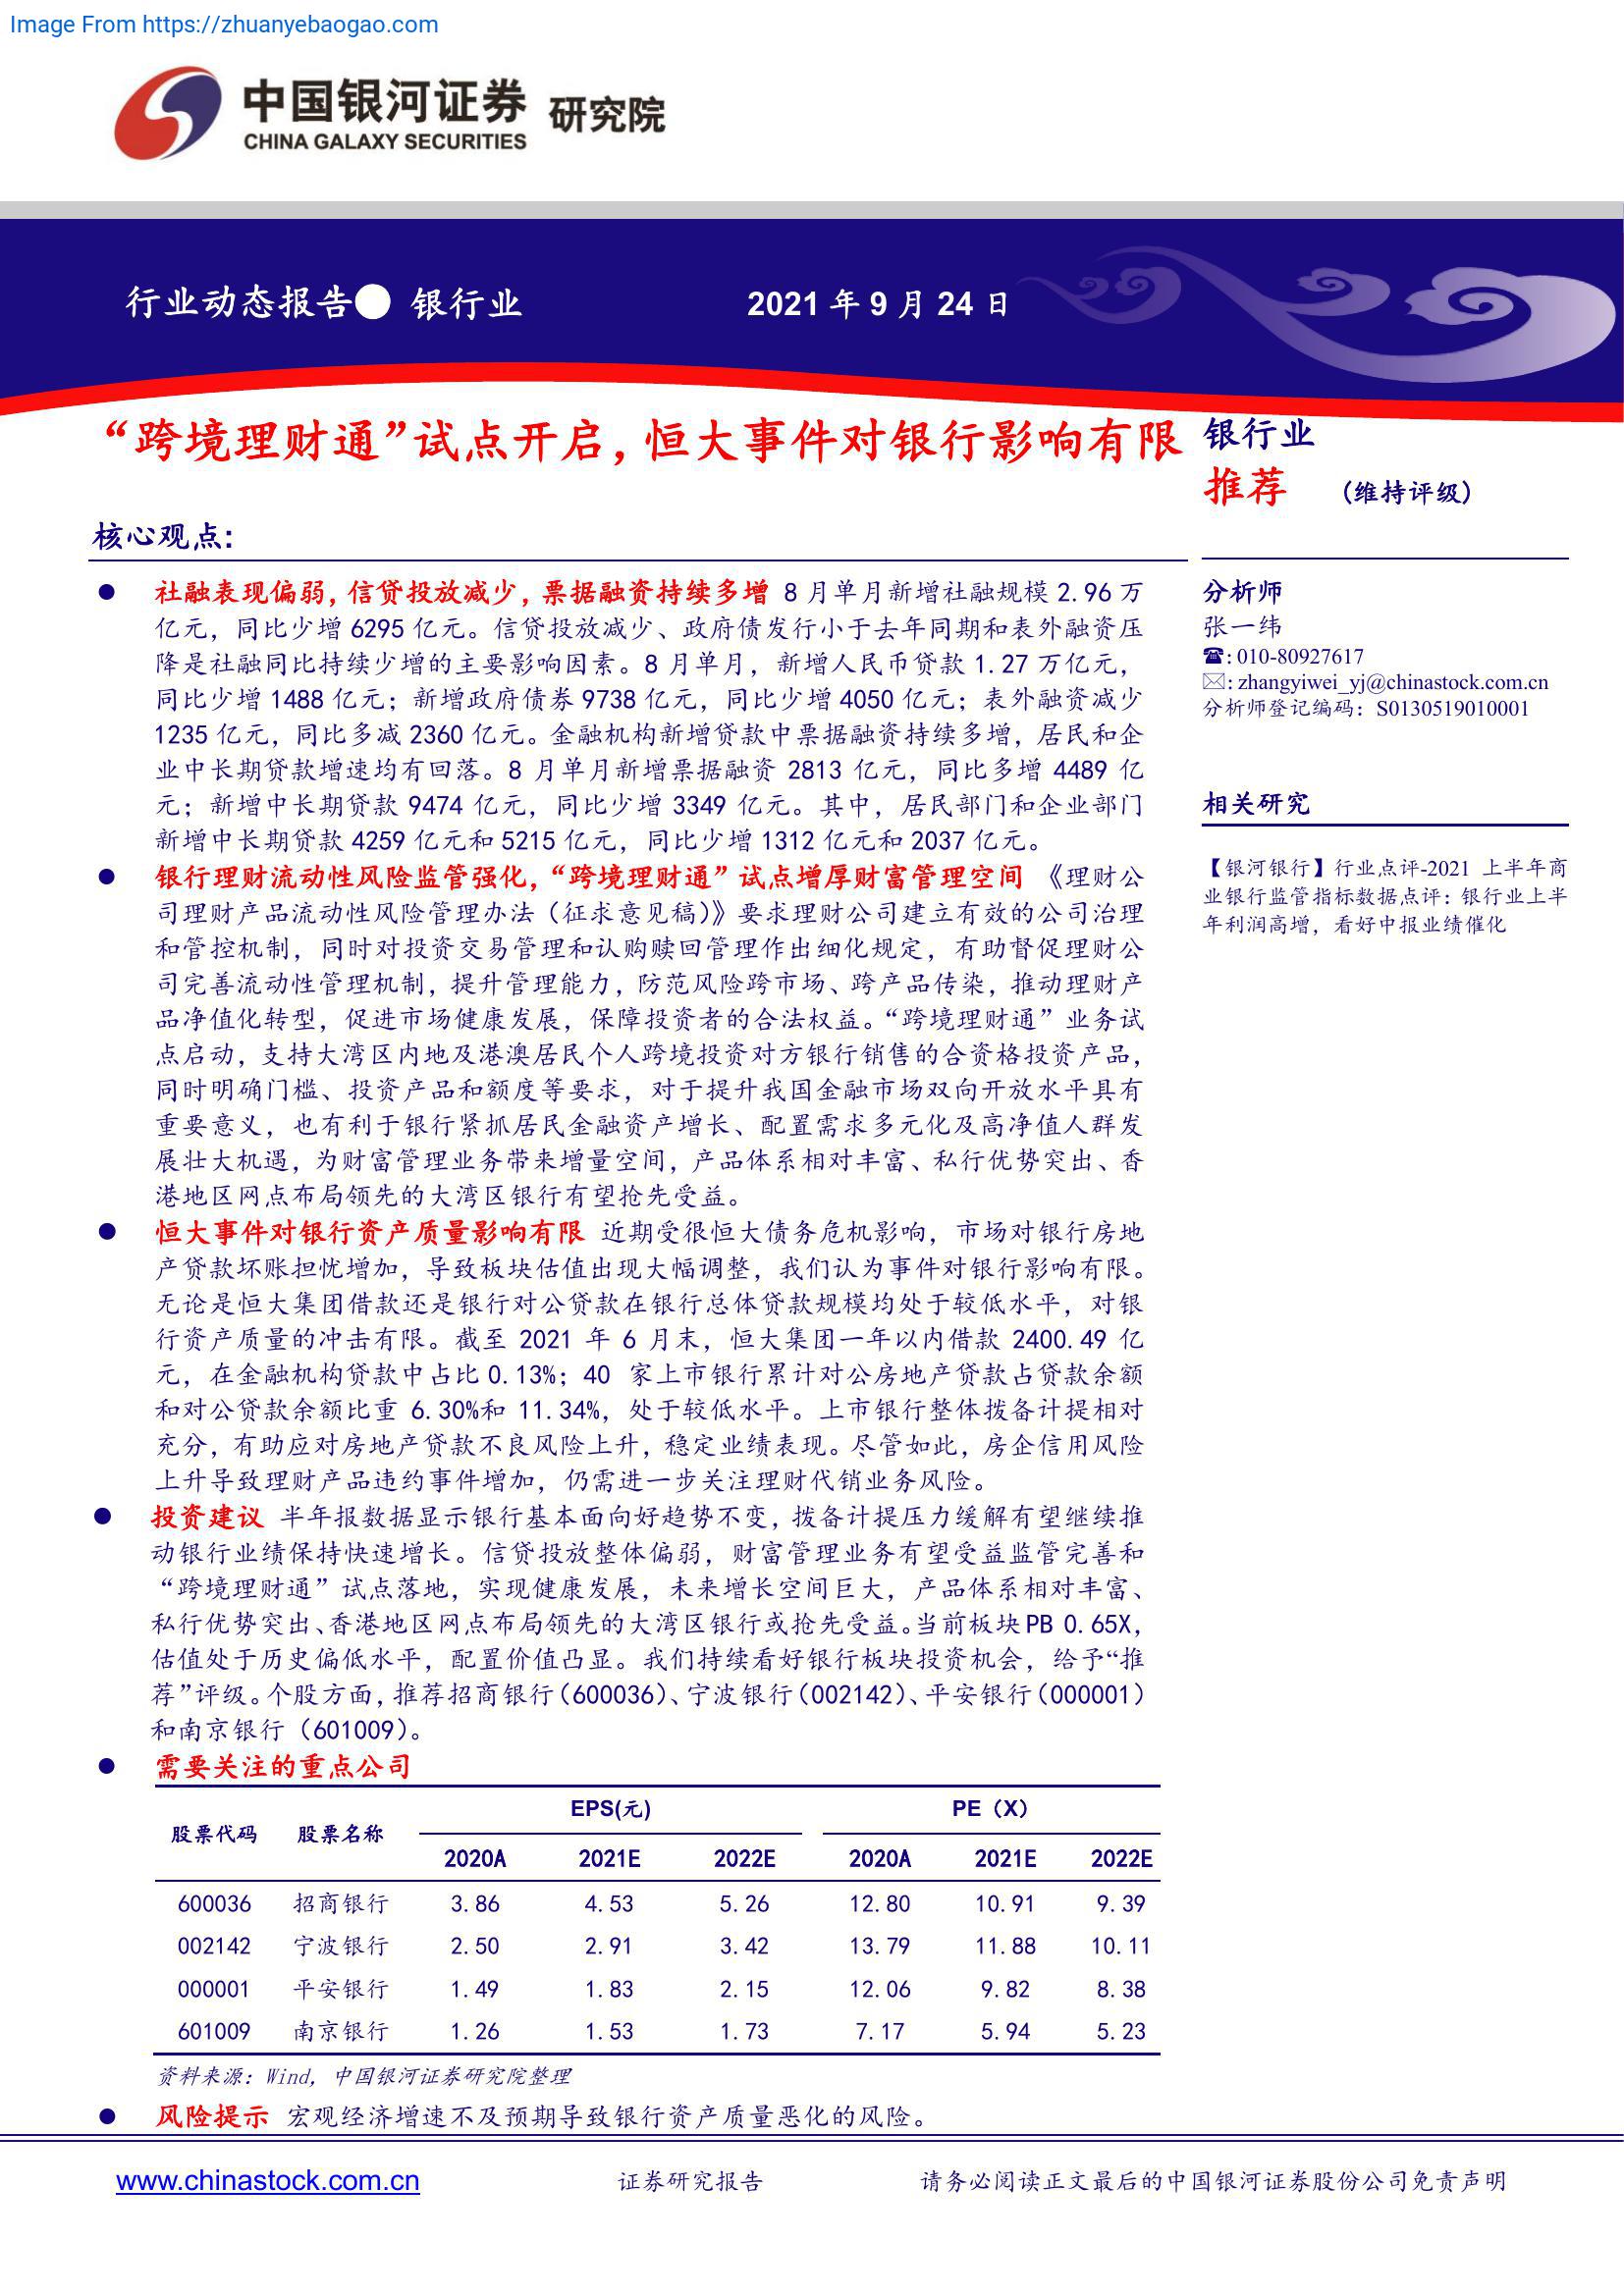 Image From https://zhuanyebaogao.com
中国银河证券 研究院
CHINA GALAXY SECURITIES
行业动态报告● 银行业
2021 年 9 月 24 日
“跨境理财通”试点开启，恒大事件对银行影响有限
核心观点：
● 社融表现偏弱，信贷投放减少，票据融资持续多增 8 月单月新增社融规模 2.96 万
亿元，同比少增 6295 亿元。信贷投放减少、政府债发行小于去年同期和表外融资压
降是社融同比持续少增的主要影响因素。8 月单月，新增人民币贷款 1.27 万亿元，
同比少增 1488 亿元；新增政府债券 9738 亿元，同比少增 4050 亿元；表外融资减少
1235 亿元，同比多减 2360 亿元。金融机构新增贷款中票据融资持续多增，居民和企
业中长期贷款增速均有回落。8 月单月新增票据融资 2813 亿元，同比多增 4489 亿
元；新增中长期贷款 9474 亿元，同比少增 3349 亿元。其中，居民部门和企业部门
新增中长期贷款 4259 亿元和 5215 亿元，同比少增 1312 亿元和 2037 亿元。
● 银行理财流动性风险监管强化，“跨境理财通”试点增厚财富管理空间 《理财公
司理财产品流动性风险管理办法（征求意见稿）》要求理财公司建立有效的公司治理
和管控机制，同时对投资交易管理和认购赎回管理作出细化规定，有助督促理财公
司完善流动性管理机制，提升管理能力，防范风险跨市场、跨产品传染，推动理财产
品净值化转型，促进市场健康发展，保障投资者的合法权益。“跨境理财通”业务试
点启动，支持大湾区内地及港澳居民个人跨境投资对方银行销售的合资格投资产品，
同时明确门槛、投资产品和额度等要求，对于提升我国金融市场双向开放水平具有
重要意义，也有利于银行紧抓居民金融资产增长、配置需求多元化及高净值人群发
展壮大机遇，为财富管理业务带来增量空间，产品体系相对丰富、私行优势突出、香
港地区网点布局领先的大湾区银行有望抢先受益。
● 恒大事件对银行资产质量影响有限 近期受很恒大债务危机影响，市场对银行房地
产贷款坏账担忧增加，导致板块估值出现大幅调整，我们认为事件对银行影响有限。
无论是恒大集团借款还是银行对公贷款在银行总体贷款规模均处于较低水平，对银
行资产质量的冲击有限。截至 2021 年 6 月末，恒大集团一年以内借款 2400.49 亿
元，在金融机构贷款中占比 0.13%；40 家上市银行累计对公房地产贷款占贷款余额
和对公贷款余额比重 6.30%和 11.34%，处于较低水平。上市银行整体拨备计提相对
充分，有助应对房地产贷款不良风险上升，稳定业绩表现。尽管如此，房企信用风险
上升导致理财产品违约事件增加，仍需进一步关注理财代销业务风险。
● 投资建议 半年报数据显示银行基本面向好趋势不变，拨备计提压力缓解有望继续推
动银行业绩保持快速增长。信贷投放整体偏弱，财富管理业务有望受益监管完善和
“跨境理财通”试点落地，实现健康发展，未来增长空间巨大，产品体系相对丰富、
私行优势突出、香港地区网点布局领先的大湾区银行或抢先受益。当前板块 PB 0.65X，
估值处于历史偏低水平，配置价值凸显。我们持续看好银行板块投资机会，给予“推
荐”评级。个股方面，推荐招商银行（600036）、宁波银行（002142）、平安银行（000001）
和南京银行（601009）。
● 需要关注的重点公司
股票代码 股票名称 EPS(元) PE（X）
2020A 2021E 2022E 2020A 2021E 2022E
600036 招商银行 3.86 4.53 5.26 12.80 10.91 9.39
002142 宁波银行 2.50 2.91 3.42 13.79 11.88 10.11
000001 平安银行 1.49 1.83 2.15 12.06 9.82 8.38
601009 南京银行 1.26 1.53 1.73 7.17 5.94 5.23
资料来源：Wind，中国银河证券研究院整理
● 风险提示 宏观经济增速不及预期导致银行资产质量恶化的风险。
银行业
推荐 (维持评级)
分析师
张一纬
☎: 010-80927617
✉: zhangyiwei_yj@chinastock.com.cn
分析师登记编码：S0130519010001
相关研究
【银河银行】行业点评-2021 上半年商
业银行监管指标数据点评：银行业上半
年利润高增，看好中报业绩催化
www.chinastock.com.cn
证券研究报告
请务必阅读正文最后的中国银河证券股份公司免责声明